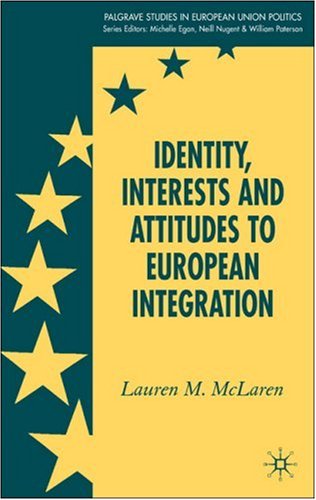 PALGRAVE STUDIES IN EUROPEAN UNION POLITICS
Series Editors: Michelle Egan, Neill Nugent & William Paterson
IDENTITY,
INTERESTS AND
ATTITUDES TO
EUROPEAN
INTEGRATION
Lauren M. McLaren